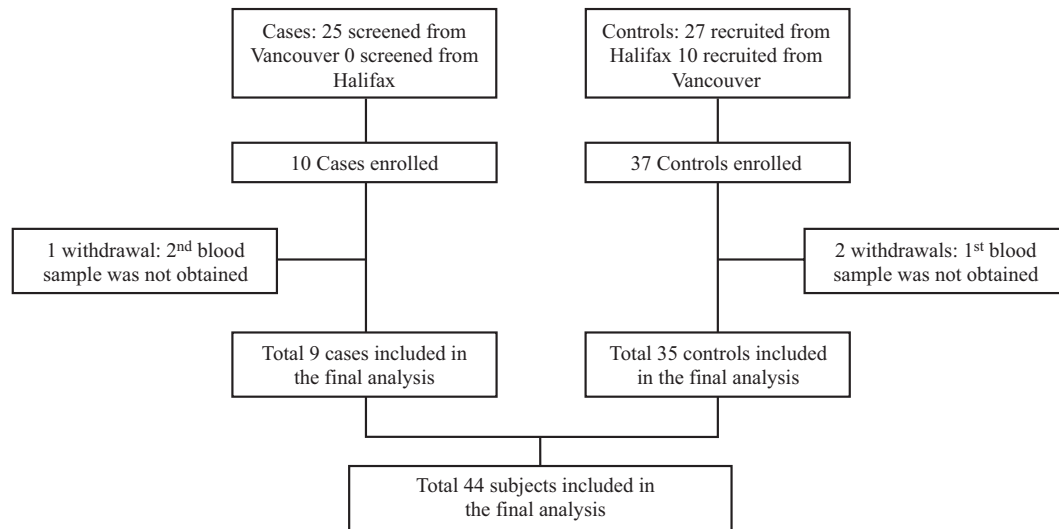 Cases: 25 screened from
Vancouver 0 screened from
Halifax
Controls: 27 recruited from
Halifax 10 recruited from
Vancouver
10 Cases enrolled
37 Controls enrolled
1 withdrawal: 2nd blood
sample was not obtained
2 withdrawals: 1st blood
sample was not obtained
Total 9 cases included in
the final analysis
Total 35 controls included
in the final analysis
Total 44 subjects included in
the final analysis